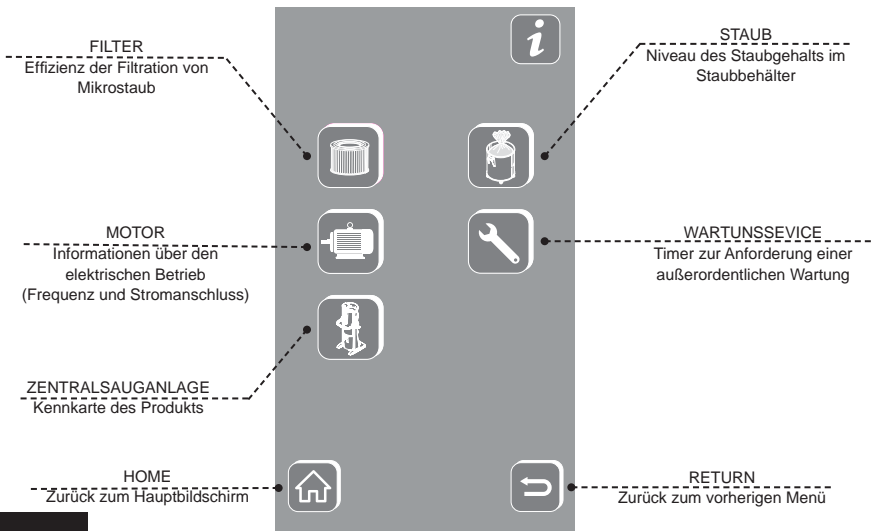 FILTER
Effizienz der Filtration von
Mikrostaub
MOTOR
Informationen über den
elektrischen Betrieb
(Frequenz und Stromanschluss)
ZENTRALSAUGANLAGE
Kennkarte des Produkts
HOME
Zurück zum Hauptbildschirm
i
STAUB
Niveau des Staubgehalts im
Staubbehälter
WARTUNSSEVICE
Timer zur Anforderung einer
außerordentlichen Wartung
RETURN
Zurück zum vorherigen Menü